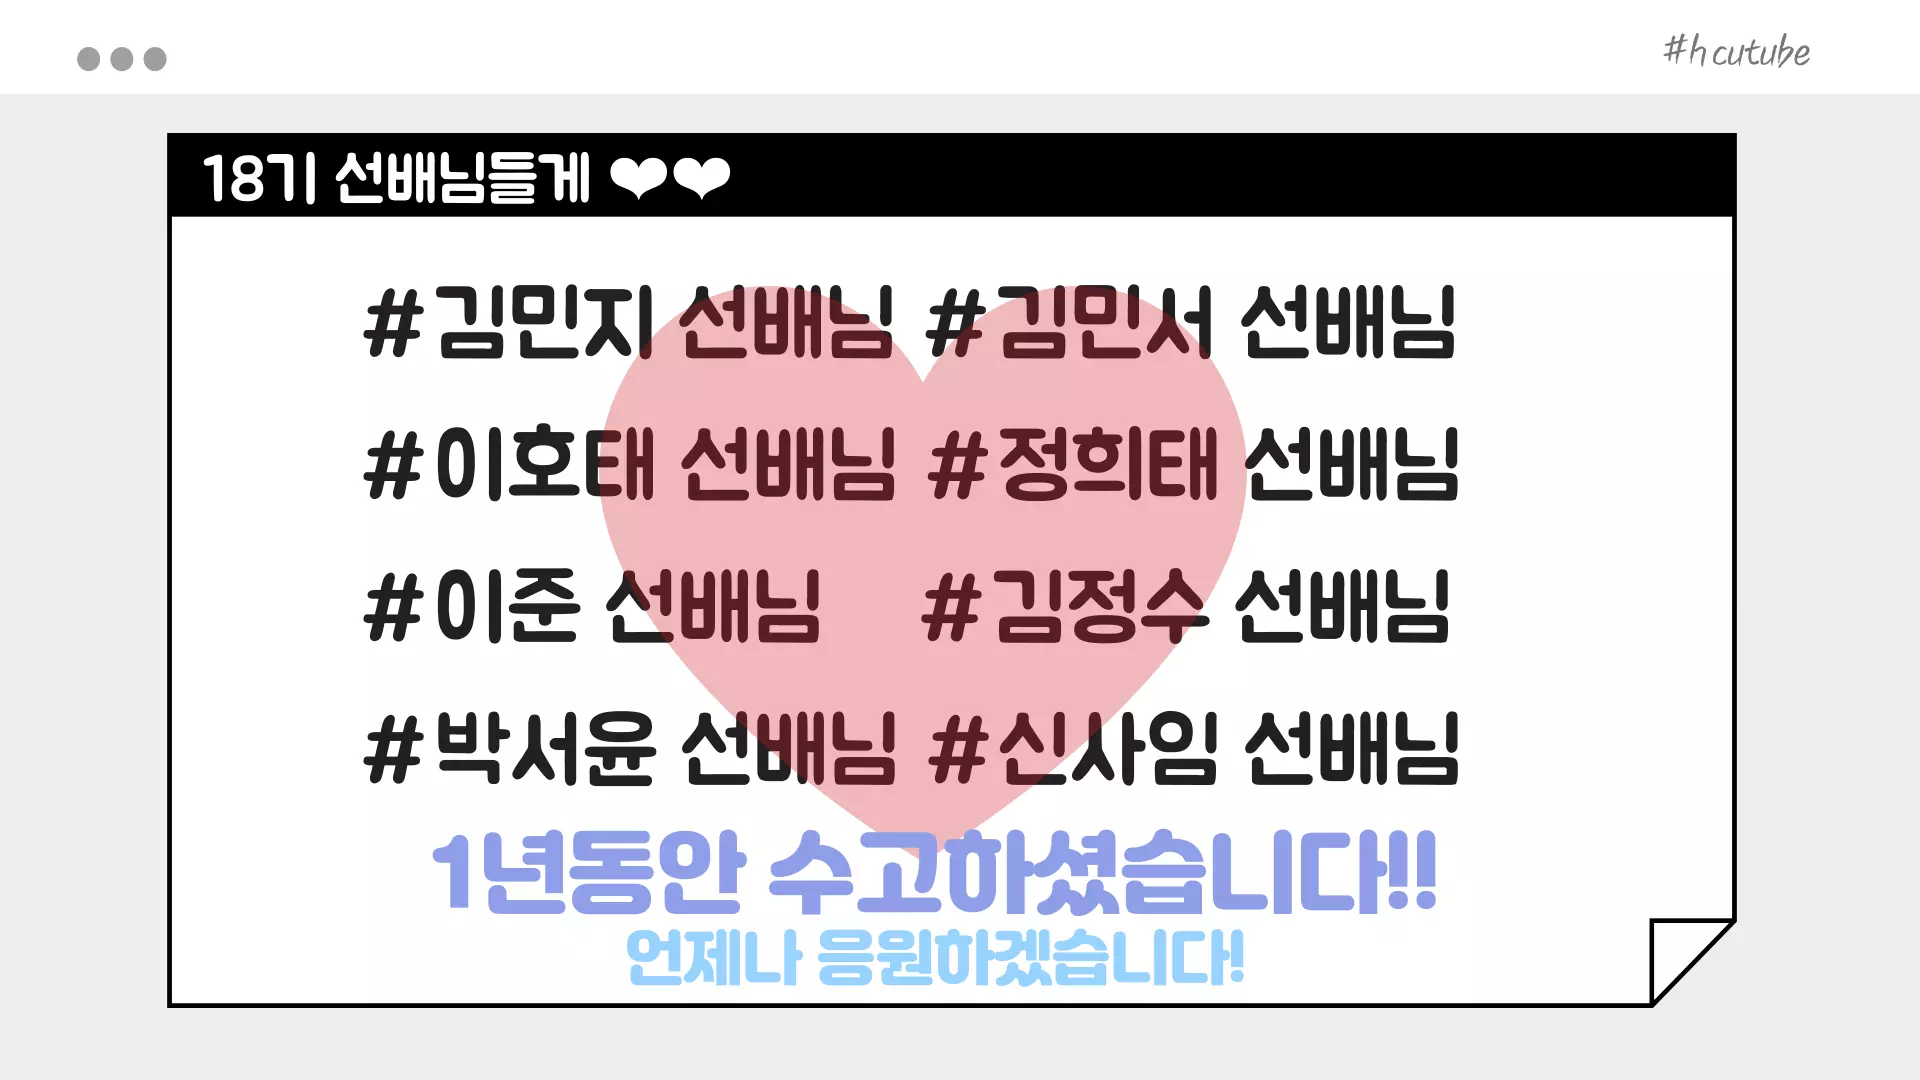 #hcutube
18기 선배님들게 ❤❤
#김민지 선배님 #김민서 선배님
#이호태 선배님 #정희태 선배님
#이준 선배님 #김정수 선배님
#박서윤 선배님 #신사임 선배님
1년동안 수고하셨습니다!!
언제나 응원하겠습니다!